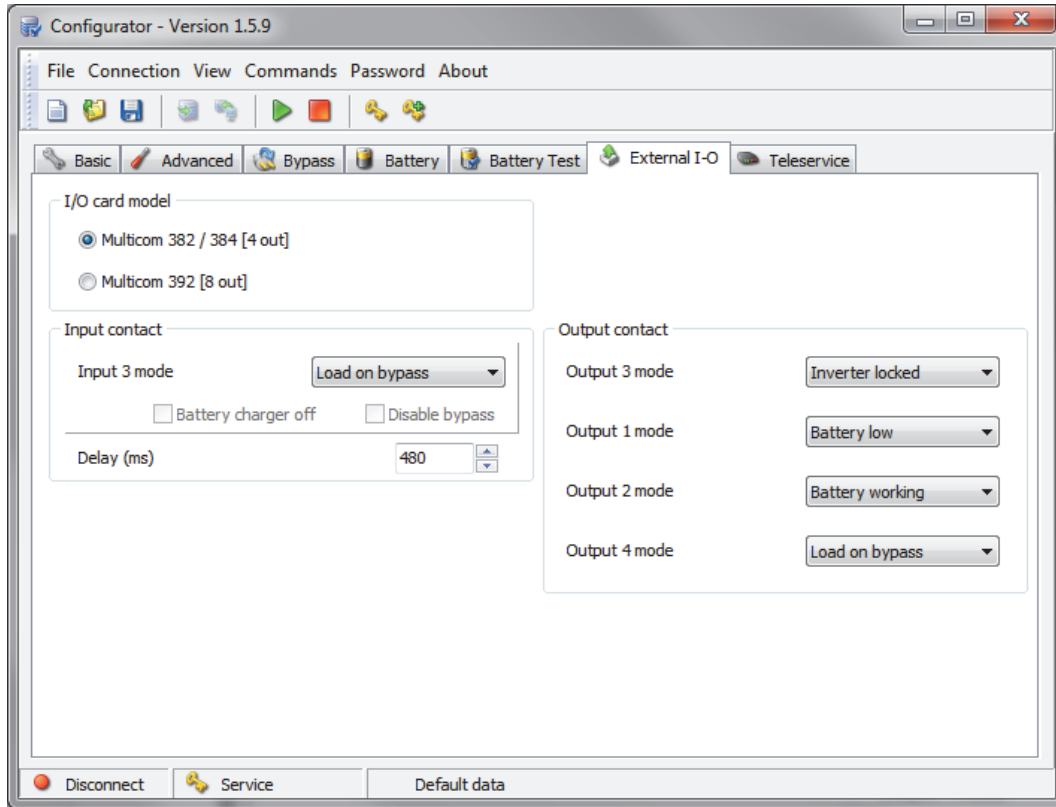 Configurator - Version 1.5.9
File Connection View Commands Password About
Basic Advanced Bypass Battery Battery Test External I-O Teleservice
I/O card model
Multicom 382 / 384 [4 out]
Multicom 392 [8 out]
Input contact
Input 3 mode Load on bypass
Battery charger off Disable bypass
Delay (ms) 480
Output contact
Output 3 mode Inverter locked
Output 1 mode Battery low
Output 2 mode Battery working
Output 4 mode Load on bypass
Disconnect Service Default data